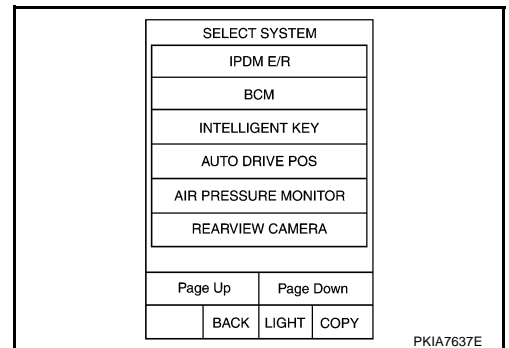 SELECT SYSTEM
IPDM E/R
BCM
INTELLIGENT KEY
AUTO DRIVE POS
AIR PRESSURE MONITOR
REARVIEW CAMERA
Page Up Page Down
BACK LIGHT COPY
PKIA7637E